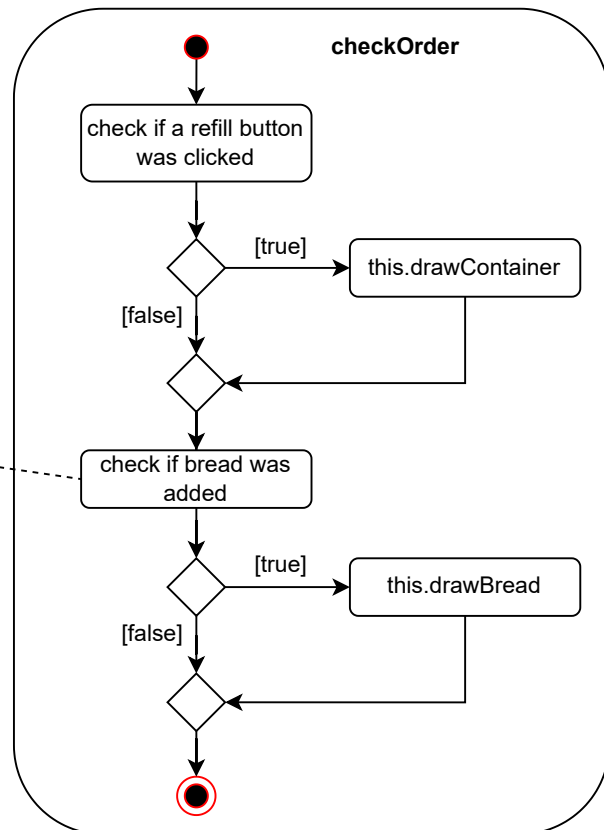 checkOrder
check if a refill button
was clicked
[true]
this.drawContainer
[false]
check if bread was
added
[true]
this.drawBread
[false]